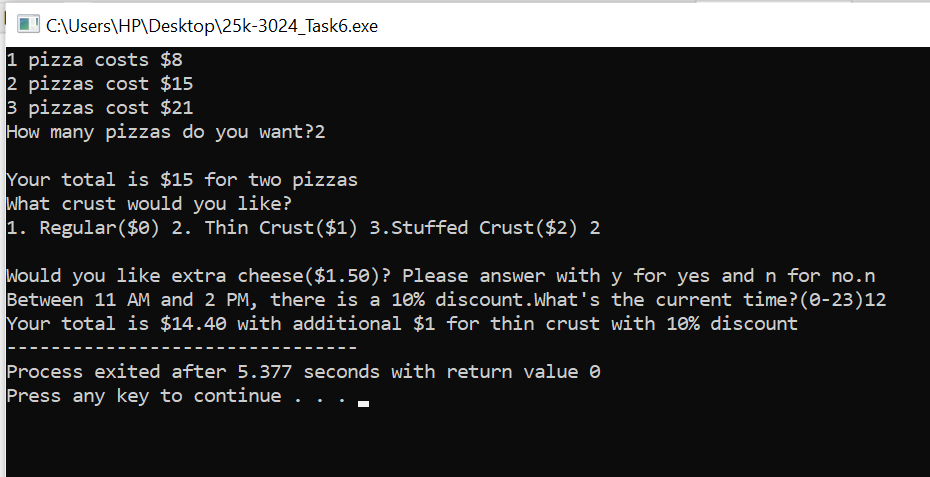 C:\Users\HP\Desktop\25k-3024_Task6.exe
1 pizza costs $8
2 pizzas cost $15
3 pizzas cost $21
How many pizzas do you want?2
Your total is $15 for two pizzas
What crust would you like?
1. Regular($0) 2. Thin Crust($1) 3.Stuffed Crust($2) 2
Would you like extra cheese($1.50)? Please answer with y for yes and n for no.n
Between 11 AM and 2 PM, there is a 10% discount.What's the current time?(0-23)12
Your total is $14.40 with additional $1 for thin crust with 10% discount
--------------------------------
Process exited after 5.377 seconds with return value 0
Press any key to continue . . .